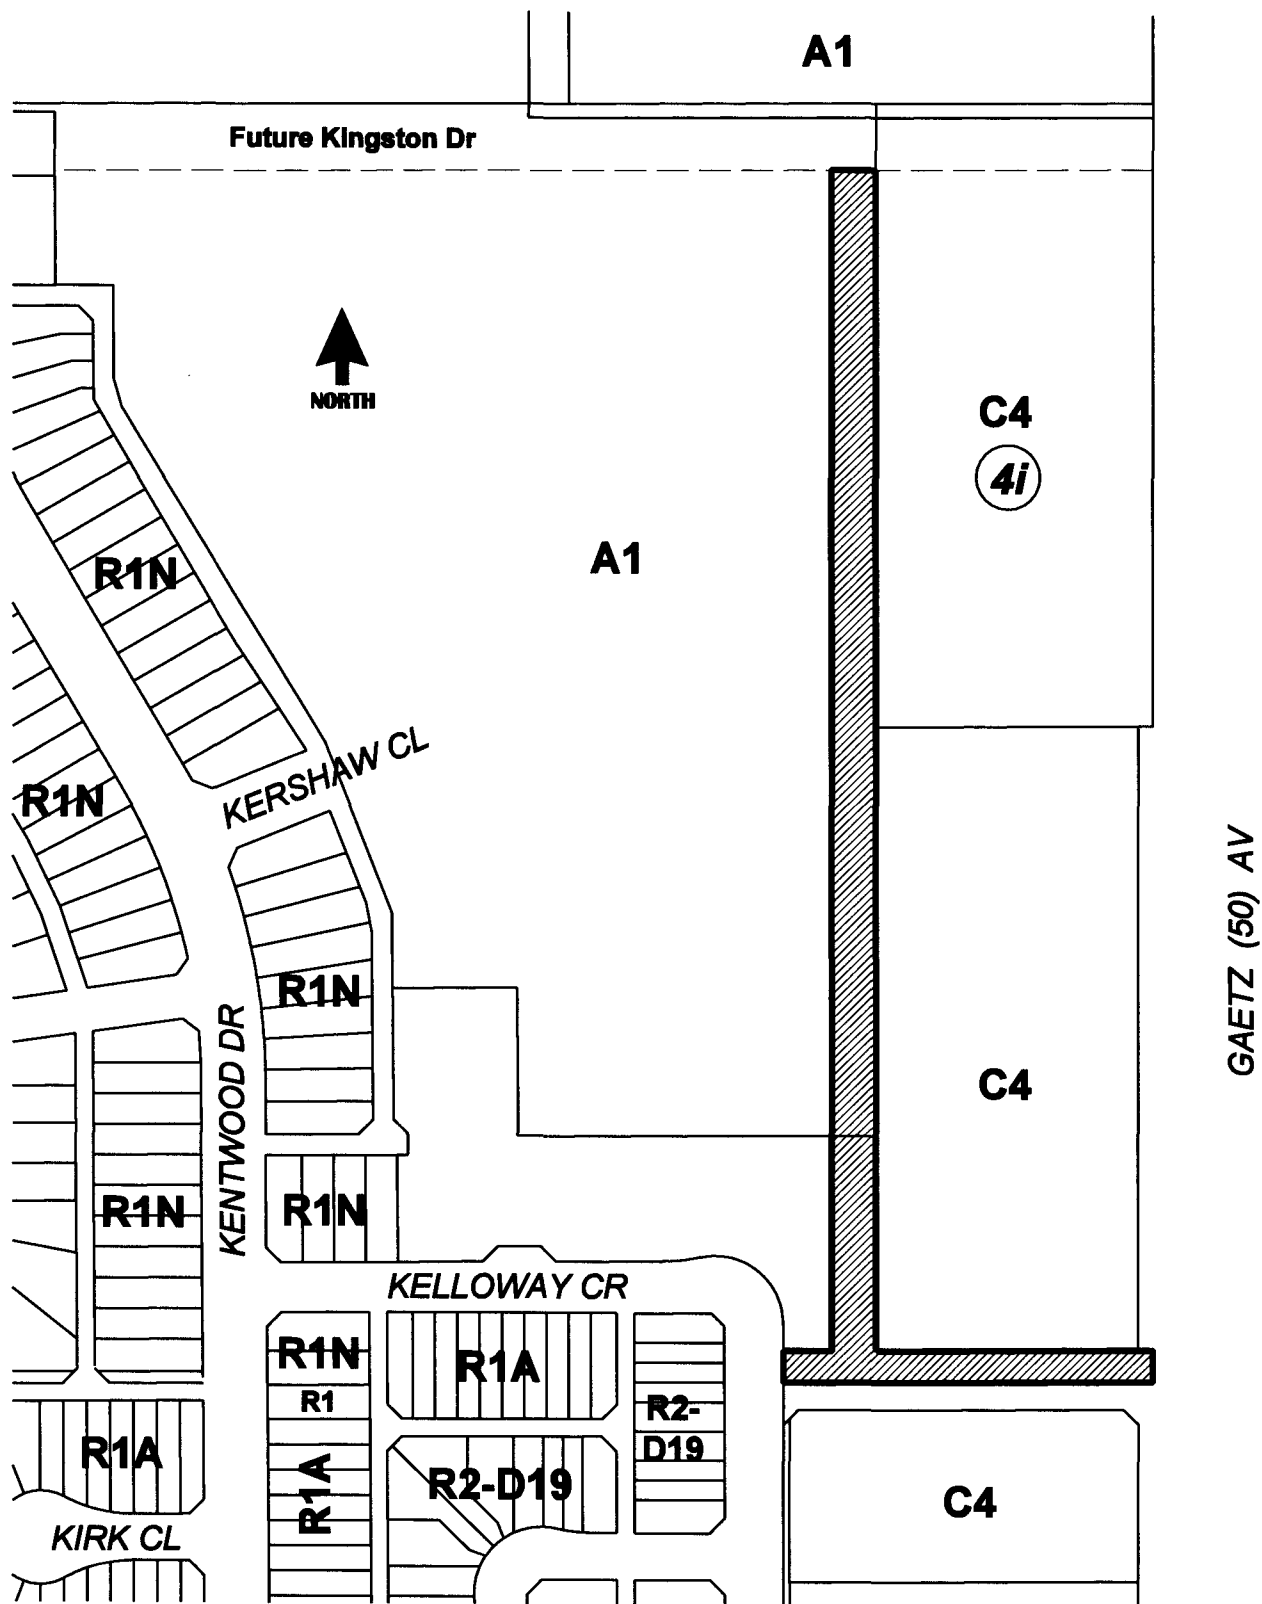 A1
Future Kingston Dr
NORTH
C4
4i
A1
R1N
KERSHAW CL
R1N
GAETZ (50) AV
R1N
KENTWOOD DR
C4
R1N
R1N
KELLOWAY CR
R1N
R1A
R1
R2-
D19
R1A
R1A
R2-D19
C4
KIRK CL